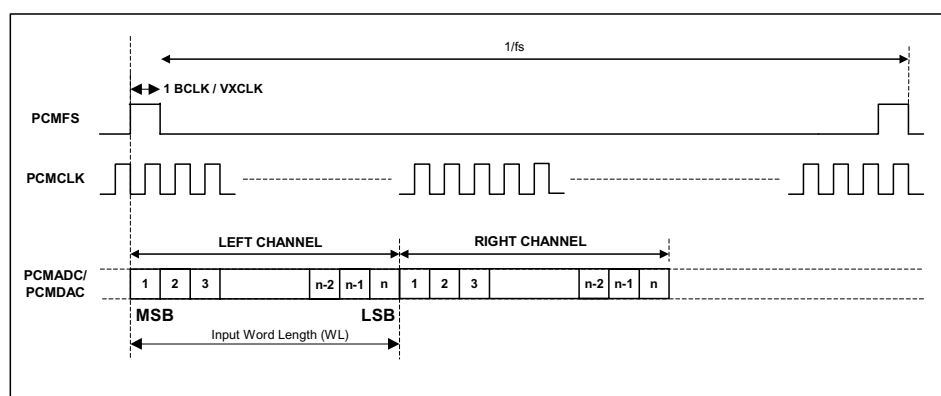 1/fs
1 BCLK / VXCLK
PCMFS
PCMCLK
LEFT CHANNEL
RIGHT CHANNEL
PCMADC/
PCMDAC
1 2 3 n-2 n-1 n 1 2 3 n-2 n-1 n
MSB LSB
Input Word Length (WL)